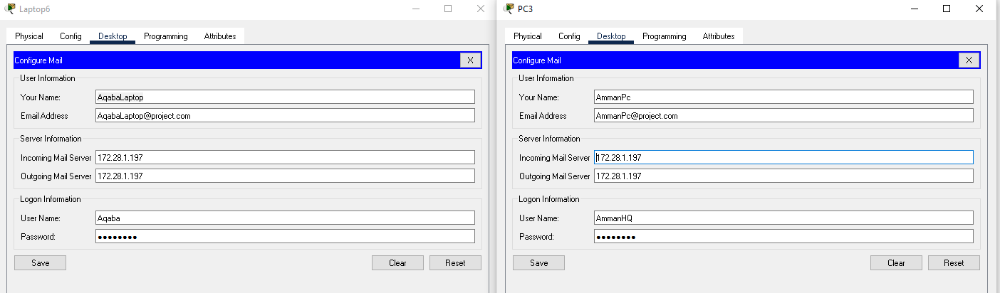 Laptop6
Physical Config Desktop Programming Attributes
Configure Mail X
User Information
Your Name: AqabaLaptop
Email Address AqabaLaptop@project.com
Server Information
Incoming Mail Server 172.28.1.197
Outgoing Mail Server 172.28.1.197
Logon Information
User Name: Aqaba
Password: ●●●●●●●●
Save Clear Reset
PC3
Physical Config Desktop Programming Attributes
Configure Mail X
User Information
Your Name: AmmanPc
Email Address AmmanPc@project.com
Server Information
Incoming Mail Server 172.28.1.197
Outgoing Mail Server 172.28.1.197
Logon Information
User Name: AmmanHQ
Password: ●●●●●●●●
Save Clear Reset